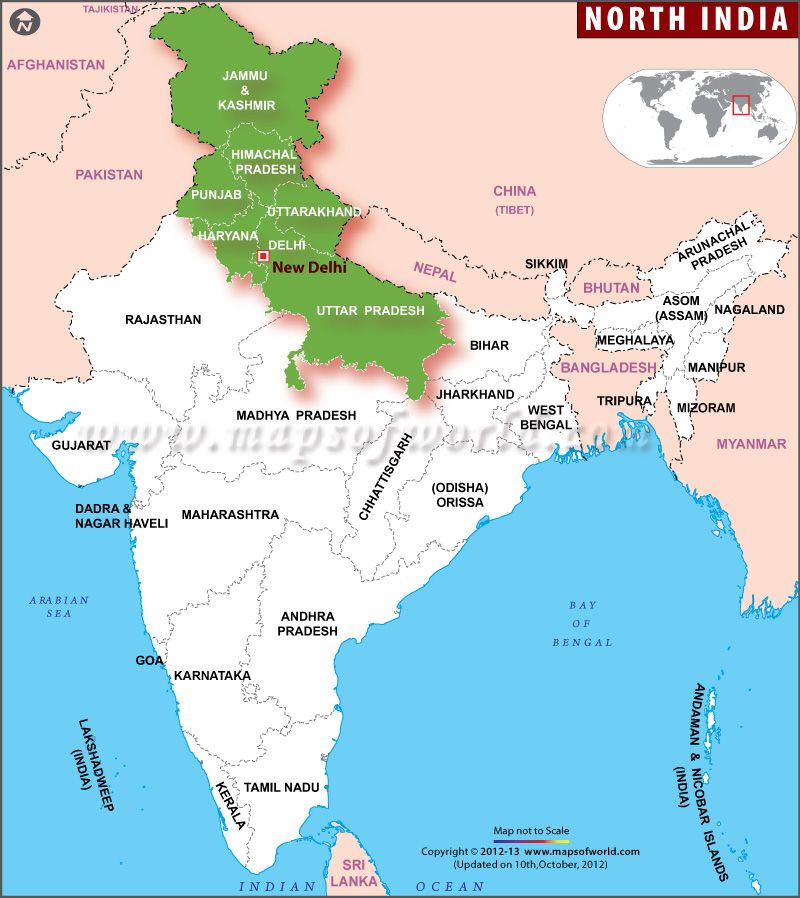 N
TAJIKISTAN
NORTH INDIA
AFGHANISTAN
JAMMU
&
KASHMIR
PAKISTAN
HIMACHAL
PRADESH
PUNJAB
UTTARAKHAND
CHINA
(TIBET)
HARYANA
DELHI
New Delhi
NEPAL
SIKKIM
BHUTAN
ARUNACHAL
PRADESH
RAJASTHAN
UTTAR PRADESH
ASOM
(ASSAM)
NAGALAND
BIHAR
MEGHALAYA
BANGLADESH
MANIPUR
JHARKHAND
TRIPURA
MIZORAM
WEST
BENGAL
MADHYA PRADESH
www.mapsofworld.com
GUJARAT
MYANMAR
CHHATTISGARH
(ODISHA)
ORISSA
DADRA &
NAGAR HAVELI
MAHARASHTRA
ARABIAN
SEA
BAY
OF
BENGAL
ANDHRA
PRADESH
GOA
KARNATAKA
LAKSHADWEEP
(INDIA)
ANDAMAN & NICOBAR ISLANDS
(INDIA)
KERALA
TAMIL NADU
Map not to Scale
Copyright © 2012-13 www.mapsofworld.com
(Updated on 10th,October, 2012)
SRI
LANKA
INDIAN OCEAN